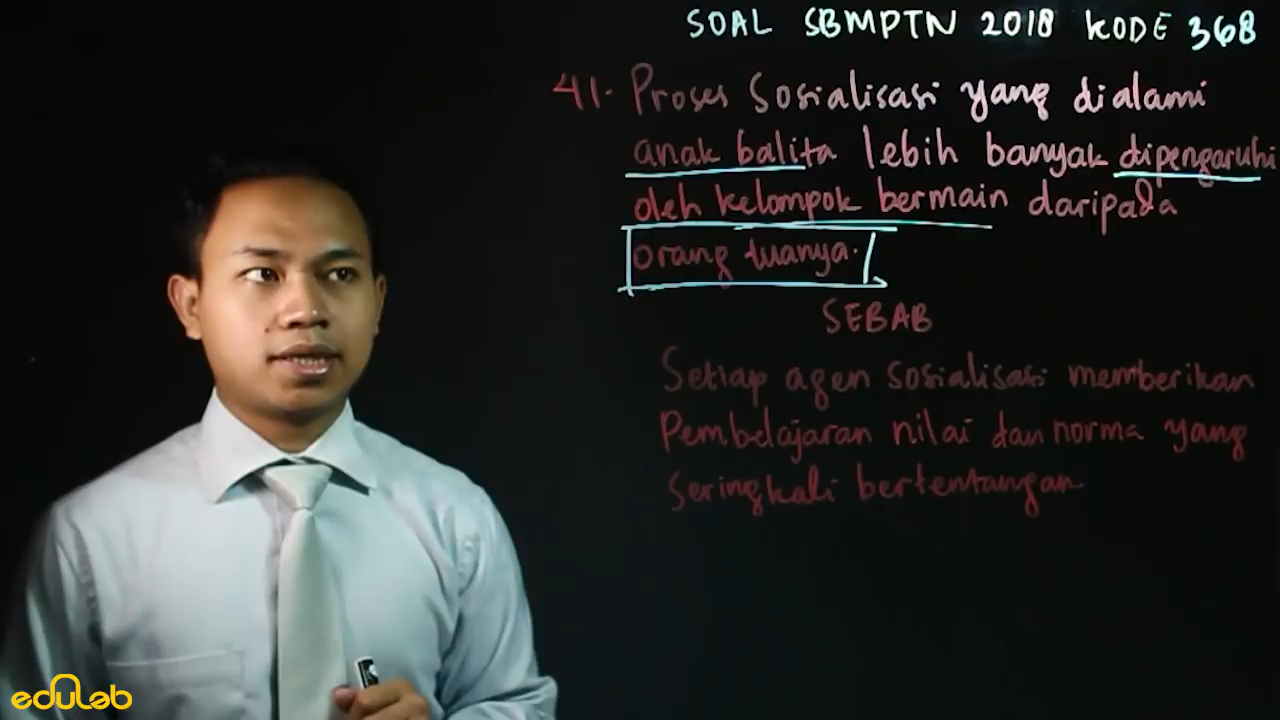 SOAL SBMPTN 2018 KODE 368
41. Proses Sosialisasi yang dialami
anak balita lebih banyak dipengaruhi
oleh kelompok bermain daripada
orang tuanya.
SEBAB
Setiap agen sosialisasi memberikan
Pembelajaran nilai dan norma yang
seringkali bertentangan
edulab